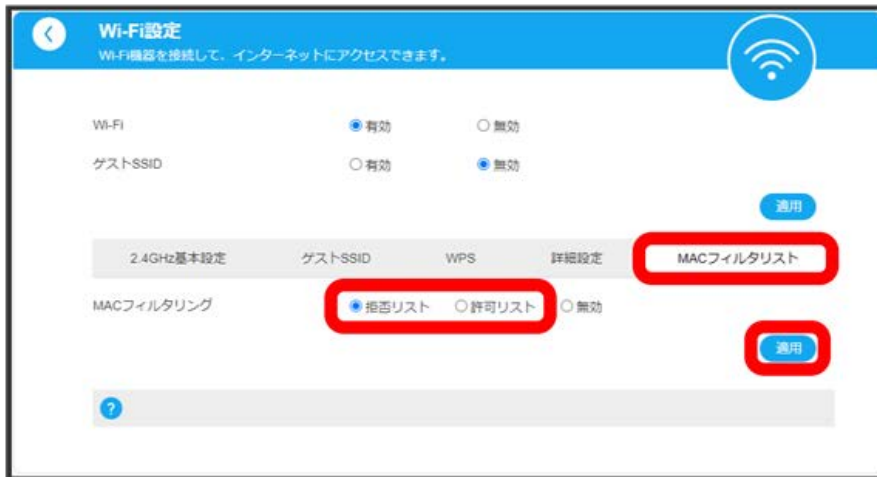 Wi-Fi設定
Wi-Fi機器を接続して、インターネットにアクセスできます。
Wi-Fi 有効 無効
ゲストSSID 有効 無効
適用
2.4GHz基本設定 ゲストSSID WPS 詳細設定 MACフィルタリスト
MACフィルタリング 拒否リスト 許可リスト 無効
適用
?